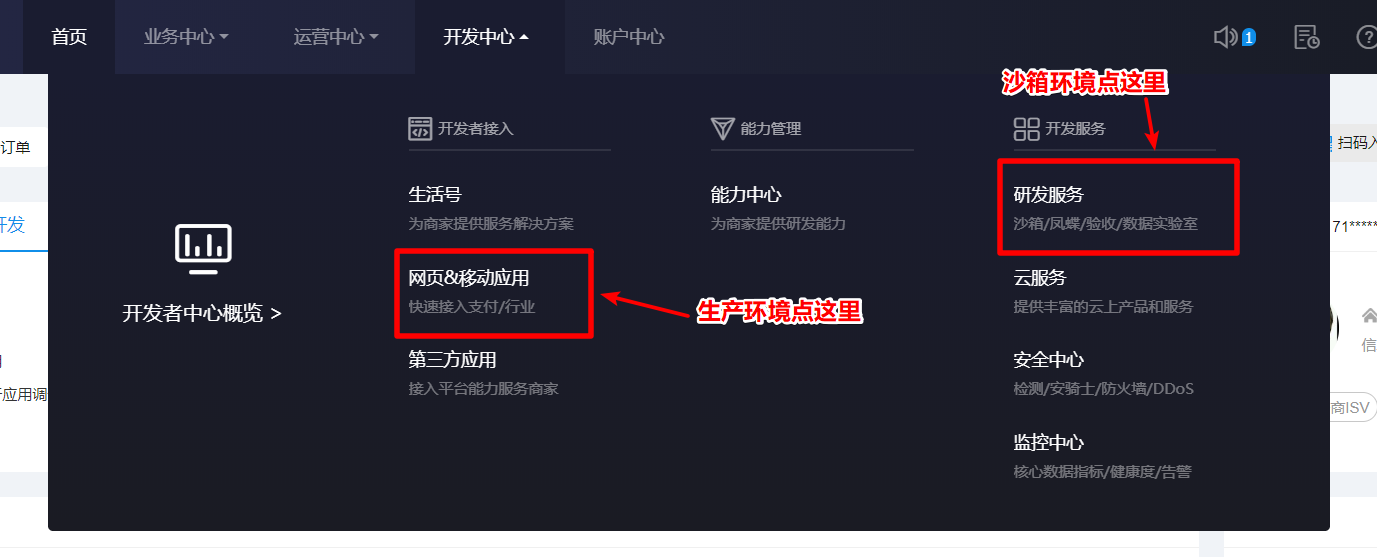 首页
业务中心
运营中心
开发中心
账户中心
1
沙箱环境点这里
开发者接入
能力管理
开发服务
订单
扫码入
生活号
为商家提供服务解决方案
能力中心
为商家提供研发能力
研发服务
沙箱/凤蝶/验收/数据实验室
开发
71*****
网页&移动应用
快速接入支付/行业
云服务
提供丰富的云上产品和服务
生产环境点这里
开发者中心概览 >
信
第三方应用
接入平台能力服务商家
安全中心
检测/安骑士/防火墙/DDoS
应用调
商ISV
监控中心
核心数据指标/健康度/告警